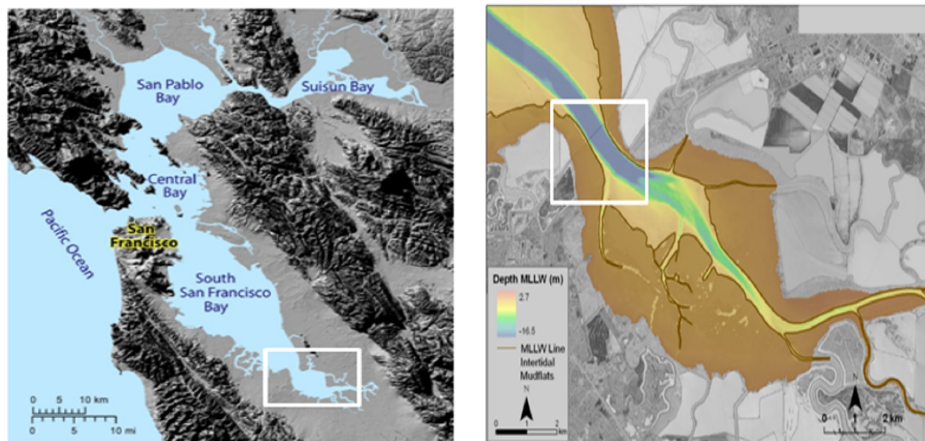 San Pablo
Bay
Suisun Bay
Central
Bay
San
Francisco
Pacific Ocean
South
San Francisco
Bay
0 5 10 km
0 5 10 mi
Depth MLLW (m)
2.7
-16.5
MLLW Line
Intertidal
Mudflats
N
0 1 2 km
N
0 1 2 km